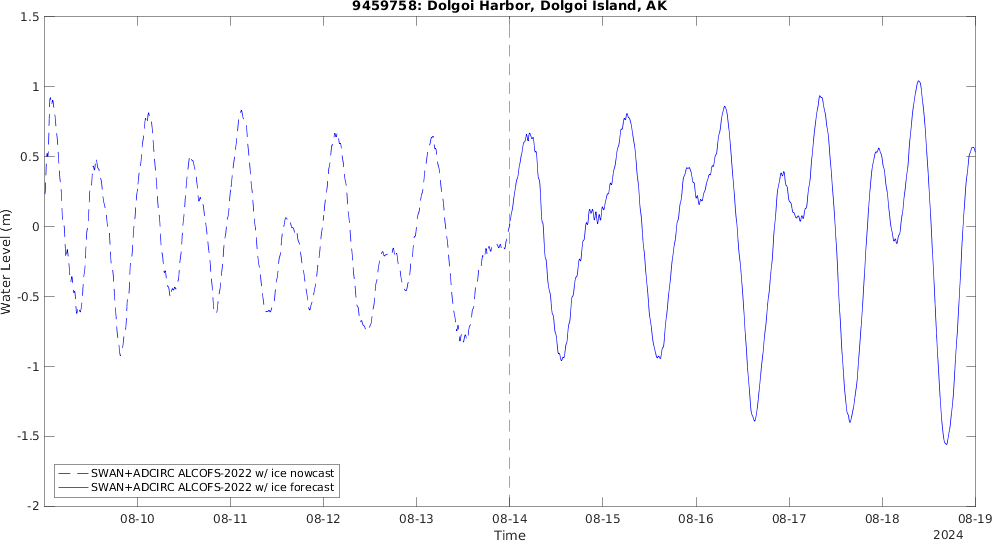 9459758: Dolgoi Harbor, Dolgoi Island, AK
1.5
1
0.5
0
-0.5
-1
-1.5
-2
Water Level (m)
SWAN+ADCIRC ALCOFS-2022 w/ ice nowcast
SWAN+ADCIRC ALCOFS-2022 w/ ice forecast
08-10 08-11 08-12 08-13 08-14 08-15 08-16 08-17 08-18 08-19
Time
2024